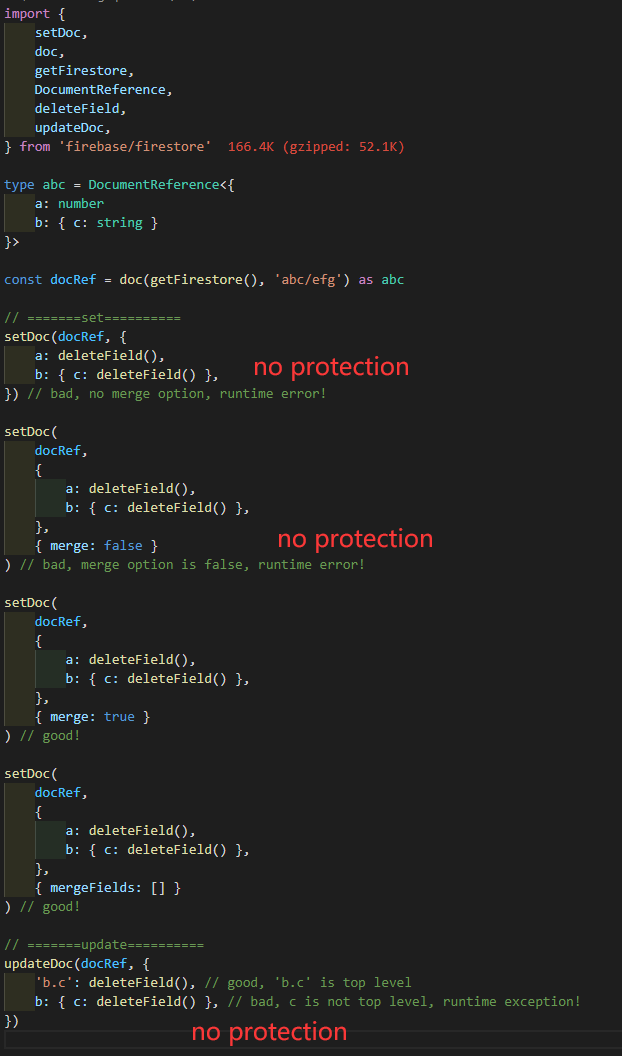 import {
    setDoc,
    doc,
    getFirestore,
    DocumentReference,
    deleteField,
    updateDoc,
} from 'firebase/firestore'  166.4K (gzipped: 52.1K)

type abc = DocumentReference<{
    a: number
    b: { c: string }
}>

const docRef = doc(getFirestore(), 'abc/efg') as abc

// =======set==========
setDoc(docRef, {
    a: deleteField(),
no protection
    b: { c: deleteField() },
}) // bad, no merge option, runtime error!

setDoc(
    docRef,
    {
        a: deleteField(),
        b: { c: deleteField() },
    },
no protection
    { merge: false }
) // bad, merge option is false, runtime error!

setDoc(
    docRef,
    {
        a: deleteField(),
        b: { c: deleteField() },
    },
    { merge: true }
) // good!

setDoc(
    docRef,
    {
        a: deleteField(),
        b: { c: deleteField() },
    },
    { mergeFields: [] }
) // good!

// =======update==========
updateDoc(docRef, {
    'b.c': deleteField(), // good, 'b.c' is top level
    b: { c: deleteField() }, // bad, c is not top level, runtime exception!
})
no protection